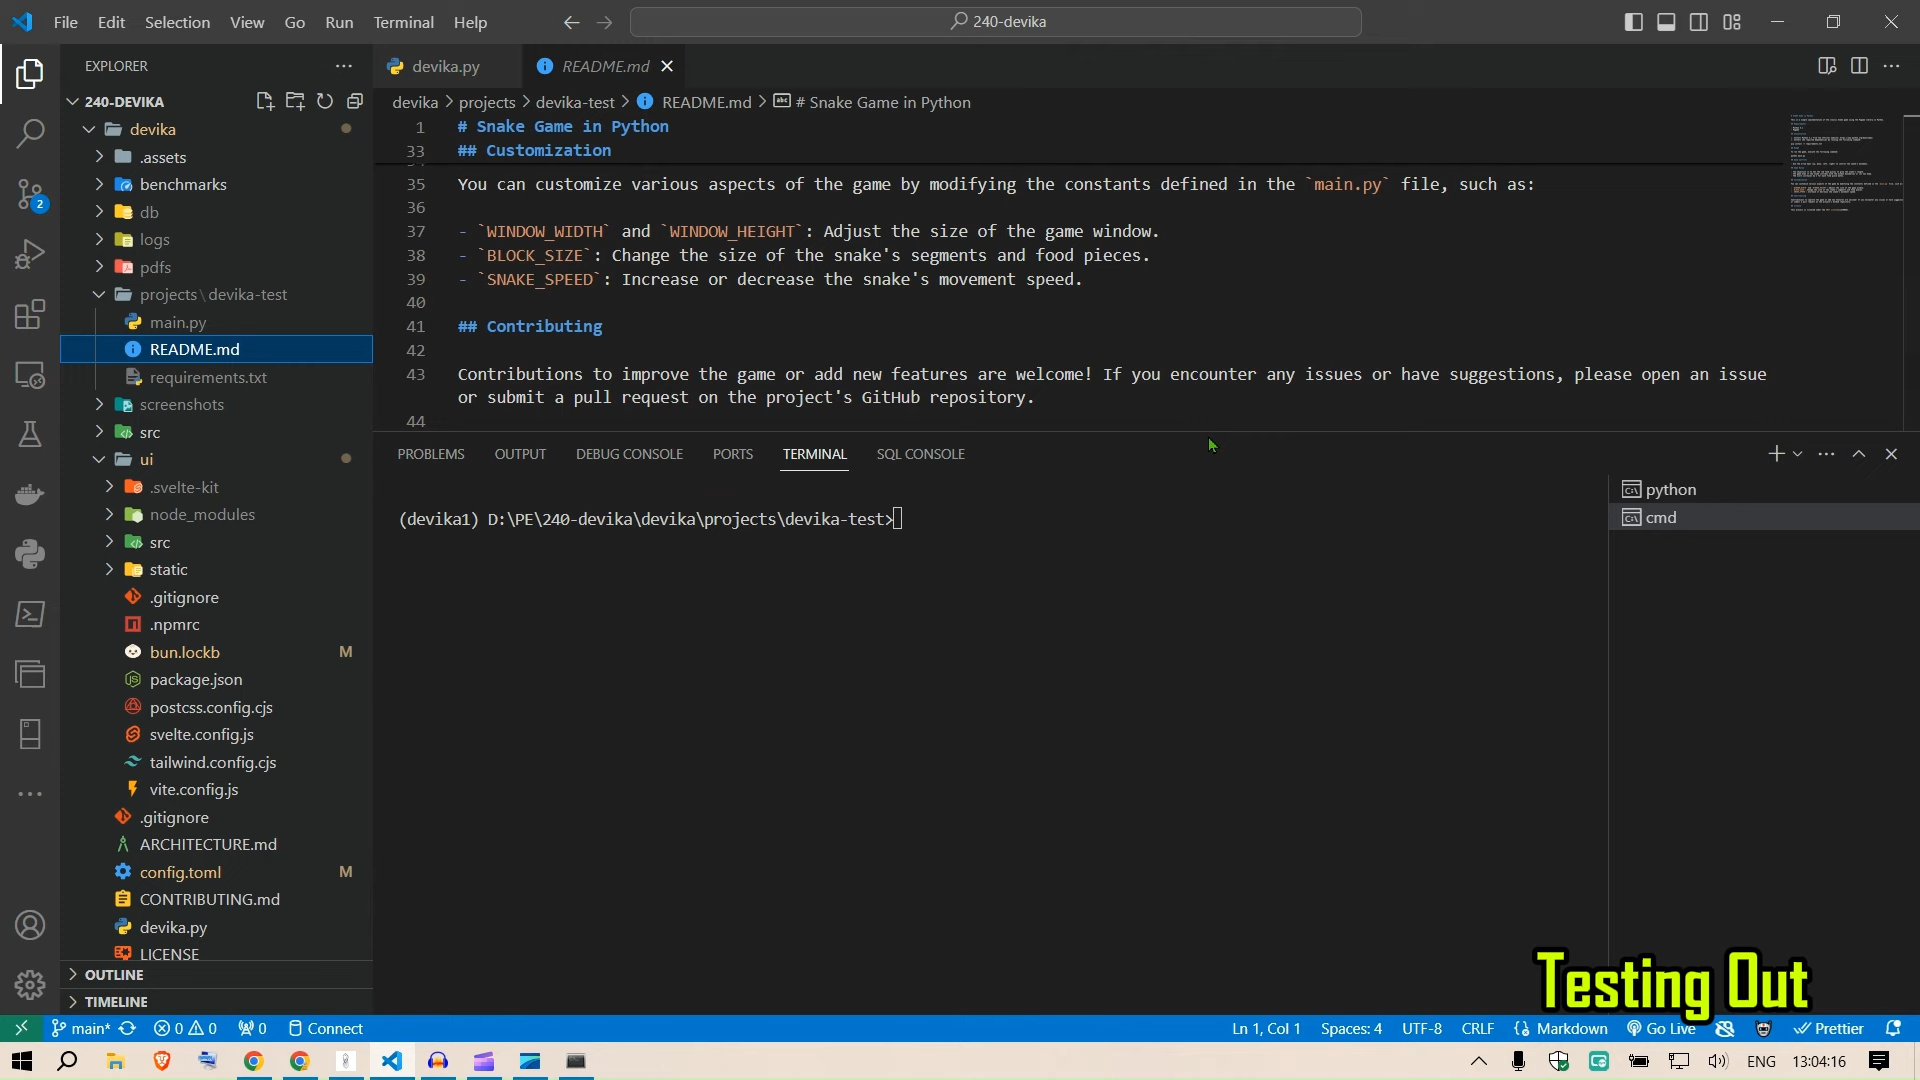 File Edit Selection View Go Run Terminal Help
240-devika
EXPLORER
devika.py
README.md
240-DEVIKA
devika > projects > devika-test > README.md > # Snake Game in Python
devika
.assets
benchmarks
db
logs
pdfs
projects\devika-test
main.py
README.md
requirements.txt
screenshots
src
ui
.svelte-kit
node_modules
src
static
.gitignore
.npmrc
bun.lockb M
package.json
postcss.config.cjs
svelte.config.js
tailwind.config.cjs
vite.config.js
.gitignore
ARCHITECTURE.md
config.toml M
CONTRIBUTING.md
devika.py
LICENSE
OUTLINE
TIMELINE
2
1 # Snake Game in Python
33 ## Customization
35 You can customize various aspects of the game by modifying the constants defined in the `main.py` file, such as:
36
37 - `WINDOW_WIDTH` and `WINDOW_HEIGHT`: Adjust the size of the game window.
38 - `BLOCK_SIZE`: Change the size of the snake's segments and food pieces.
39 - `SNAKE_SPEED`: Increase or decrease the snake's movement speed.
40
41 ## Contributing
42
43 Contributions to improve the game or add new features are welcome! If you encounter any issues or have suggestions, please open an issue
or submit a pull request on the project's GitHub repository.
44
PROBLEMS OUTPUT DEBUG CONSOLE PORTS TERMINAL SQL CONSOLE
(devika1) D:\PE\240-devika\devika\projects\devika-test>
python
cmd
Testing Out
main* 0 0 0 Connect
Ln 1, Col 1 Spaces: 4 UTF-8 CRLF Markdown Go Live Prettier
ENG 13:04:16